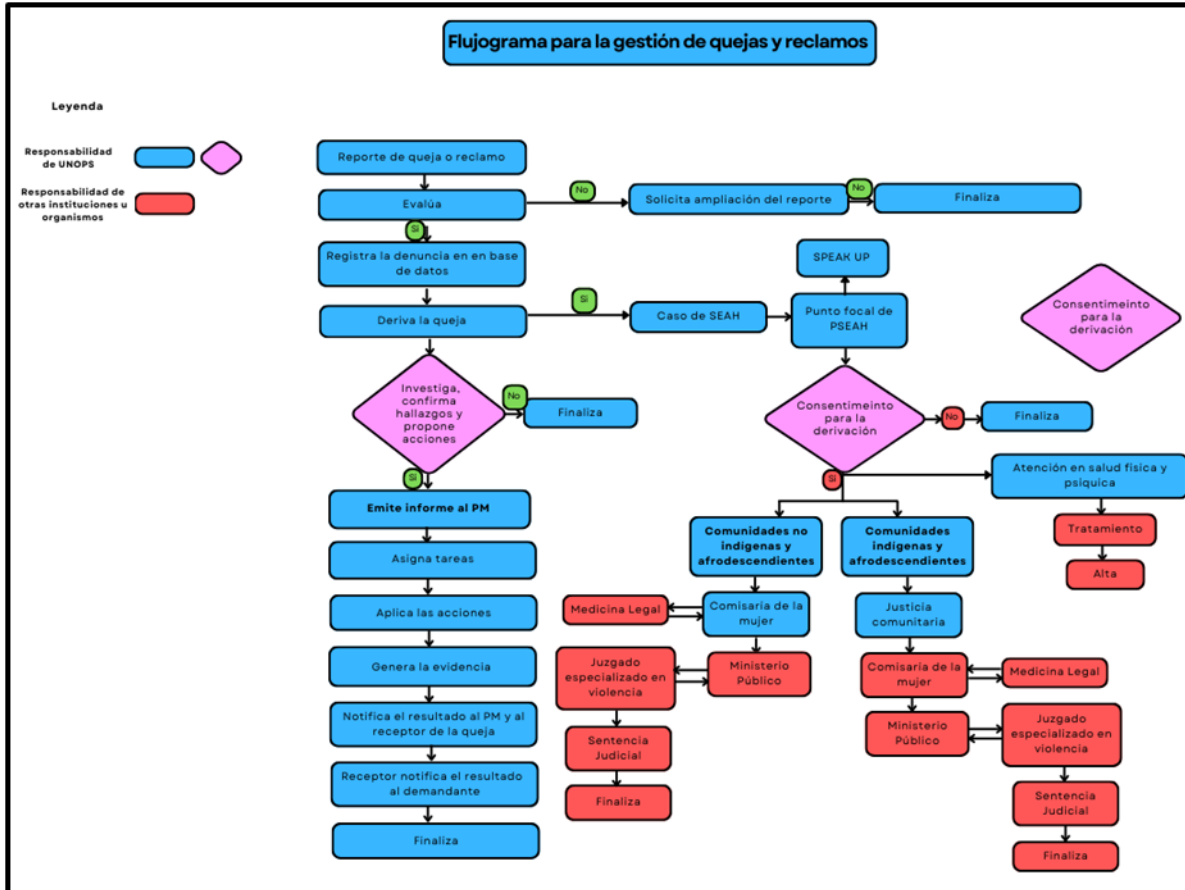 Flujograma para la gestión de quejas y reclamos
Leyenda
Responsabilidad
de UNOPS
Responsabilidad de
otras instituciones u
organismos
Reporte de queja o reclamo
Evalúa
No
Solicita ampliación del reporte
No
Finaliza
Si
Registra la denuncia en en base
de datos
Deriva la queja
Si
Caso de SEAH
SPEAK UP
Punto focal de
PSEAH
Consentimeinto
para la
derivación
Investiga,
confirma
hallazgos y
propone
acciones
No
Finaliza
Consentimeinto
para la
derivación
No
Finaliza
Si
Si
Atención en salud física y
psíquica
Tratamiento
Alta
Emite informe al PM
Asigna tareas
Aplica las acciones
Genera la evidencia
Notifica el resultado al PM y al
receptor de la queja
Receptor notifica el resultado
al demandante
Finaliza
Comunidades no
indígenas y
afrodescendientes
Medicina Legal
Comisaría de la
mujer
Juzgado
especializado en
violencia
Ministerio
Público
Sentencia
Judicial
Finaliza
Comunidades
indígenas y
afrodescendientes
Justicia
comunitaria
Comisaría de la
mujer
Medicina Legal
Ministerio
Público
Juzgado
especializado en
violencia
Sentencia
Judicial
Finaliza